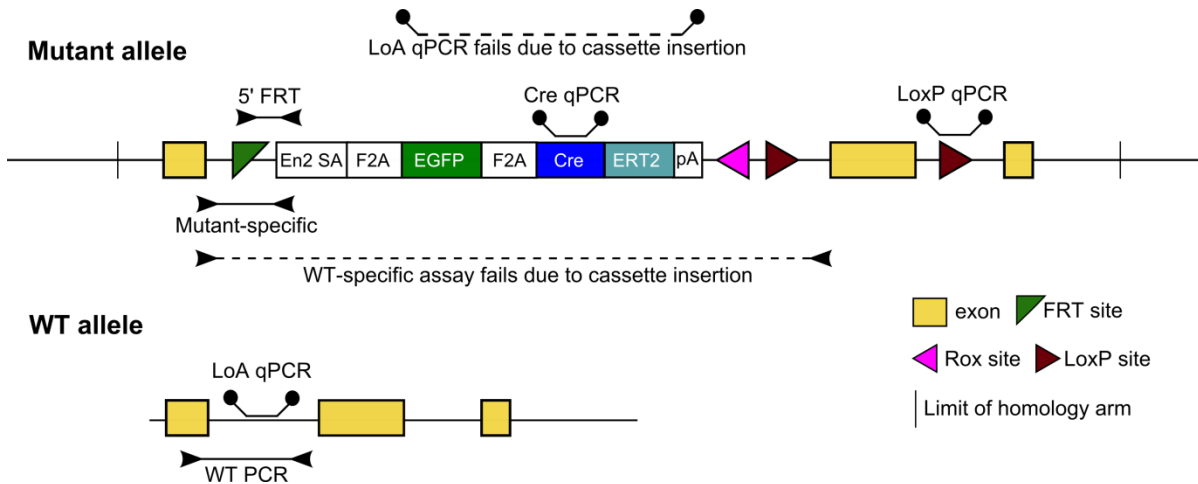 LoA qPCR fails due to cassette insertion
Mutant allele
5' FRT
Cre qPCR
LoxP qPCR
En2 SA F2A EGFP F2A Cre ERT2 pA
Mutant-specific
WT-specific assay fails due to cassette insertion
WT allele
LoA qPCR
WT PCR
exon FRT site
Rox site LoxP site
Limit of homology arm